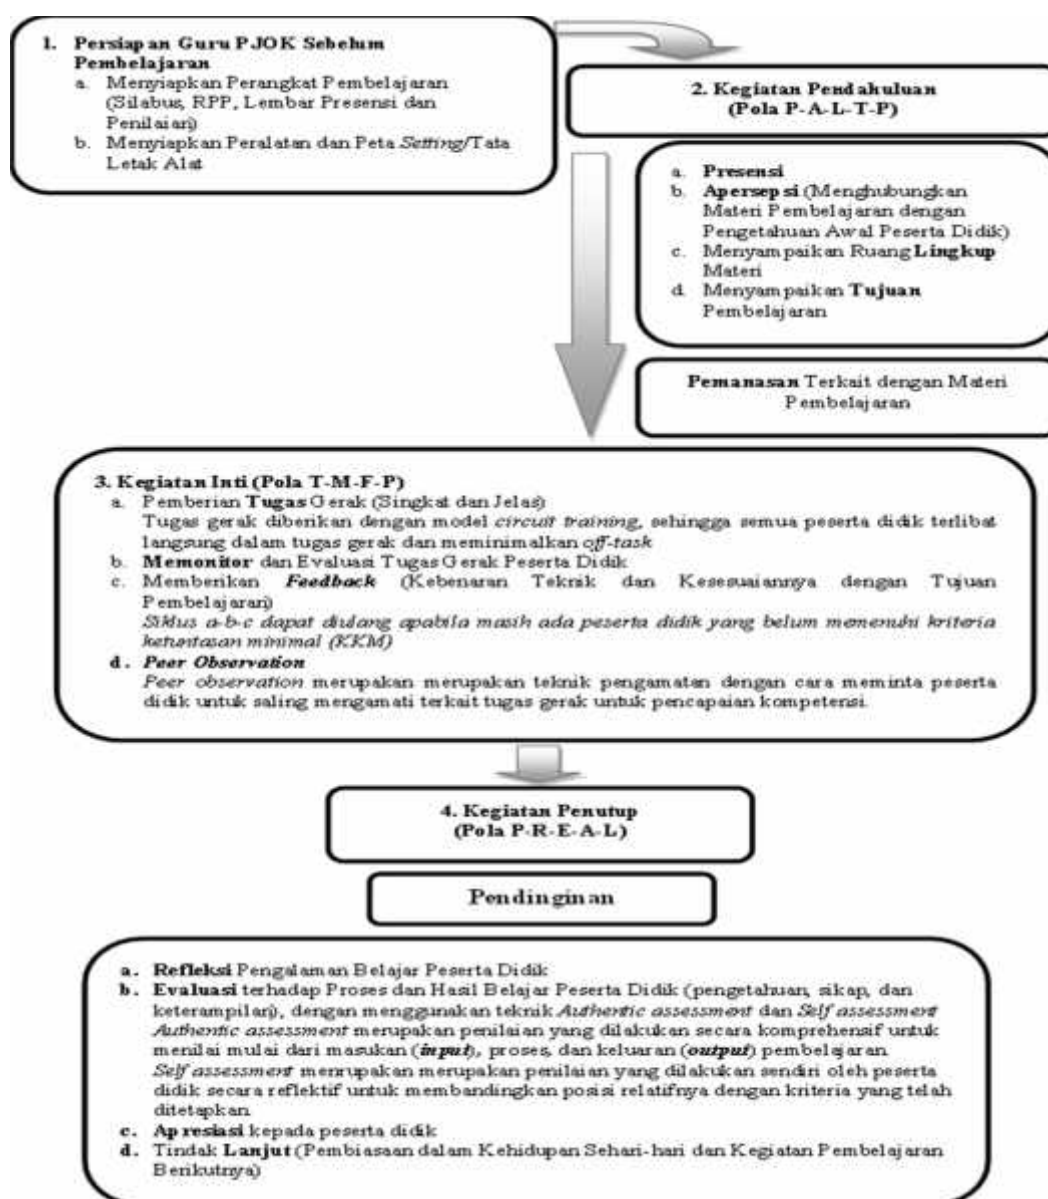 1. Persiapan Guru PJOK Sebelum
Pembelajaran
a. Menyiapkan Perangkat Pembelajaran
(Silabus, RPP, Lembar Presensi dan
Penilaian)
b. Menyiapkan Peralatan dan Peta Setting/Tata
Letak Alat
2. Kegiatan Pendahuluan
(Pola P-A-L-T-P)
a. Presensi
b. Apersepsi (Menghubungkan
Materi Pembelajaran dengan
Pengetahuan Awal Peserta Didik)
c. Menyampaikan Ruang Lingkup
Materi
d. Menyampaikan Tujuan
Pembelajaran
Pemanasan Terkait dengan Materi
Pembelajaran
3. Kegiatan Inti (Pola T-M-F-P)
a. Pemberian Tugas Gerak (Singkat dan Jelas)
Tugas gerak diberikan dengan model circuit training, sehingga semua peserta didik terlibat
langsung dalam tugas gerak dan meminimalkan off-task
b. Memonitor dan Evaluasi Tugas Gerak Peserta Didik
c. Memberikan Feedback (Kebenaran Teknik dan Kesesuaiannya dengan Tujuan
Pembelajaran)
Siklus a-b-c dapat diulang apabila masih ada peserta didik yang belum memenuhi kriteria
ketuntasan minimal (KKM)
d. Peer Observation
Peer observation merupakan merupakan teknik pengamatan dengan cara meminta peserta
didik untuk saling mengamati terkait tugas gerak untuk pencapaian kompetensi.
4. Kegiatan Penutup
(Pola P-R-E-A-L)
Pendinginan
a. Refleksi Pengalaman Belajar Peserta Didik
b. Evaluasi terhadap Proses dan Hasil Belajar Peserta Didik (pengetahuan, sikap, dan
keterampilan), dengan menggunakan teknik Authentic assessment dan Self assessment
Authentic assessment merupakan penilaian yang dilakukan secara komprehensif untuk
menilai mulai dari masukan (input), proses, dan keluaran (output) pembelajaran
Self assessment menrupakan merupakan penilaian yang dilakukan sendiri oleh peserta
didik secara reflektif untuk membandingkan posisi relatifnya dengan kriteria yang telah
ditetapkan
c. Apresiasi kepada peserta didik
d. Tindak Lanjut (Pembiasaan dalam Kehidupan Sehari-hari dan Kegiatan Pembelajaran
Berikutnya)